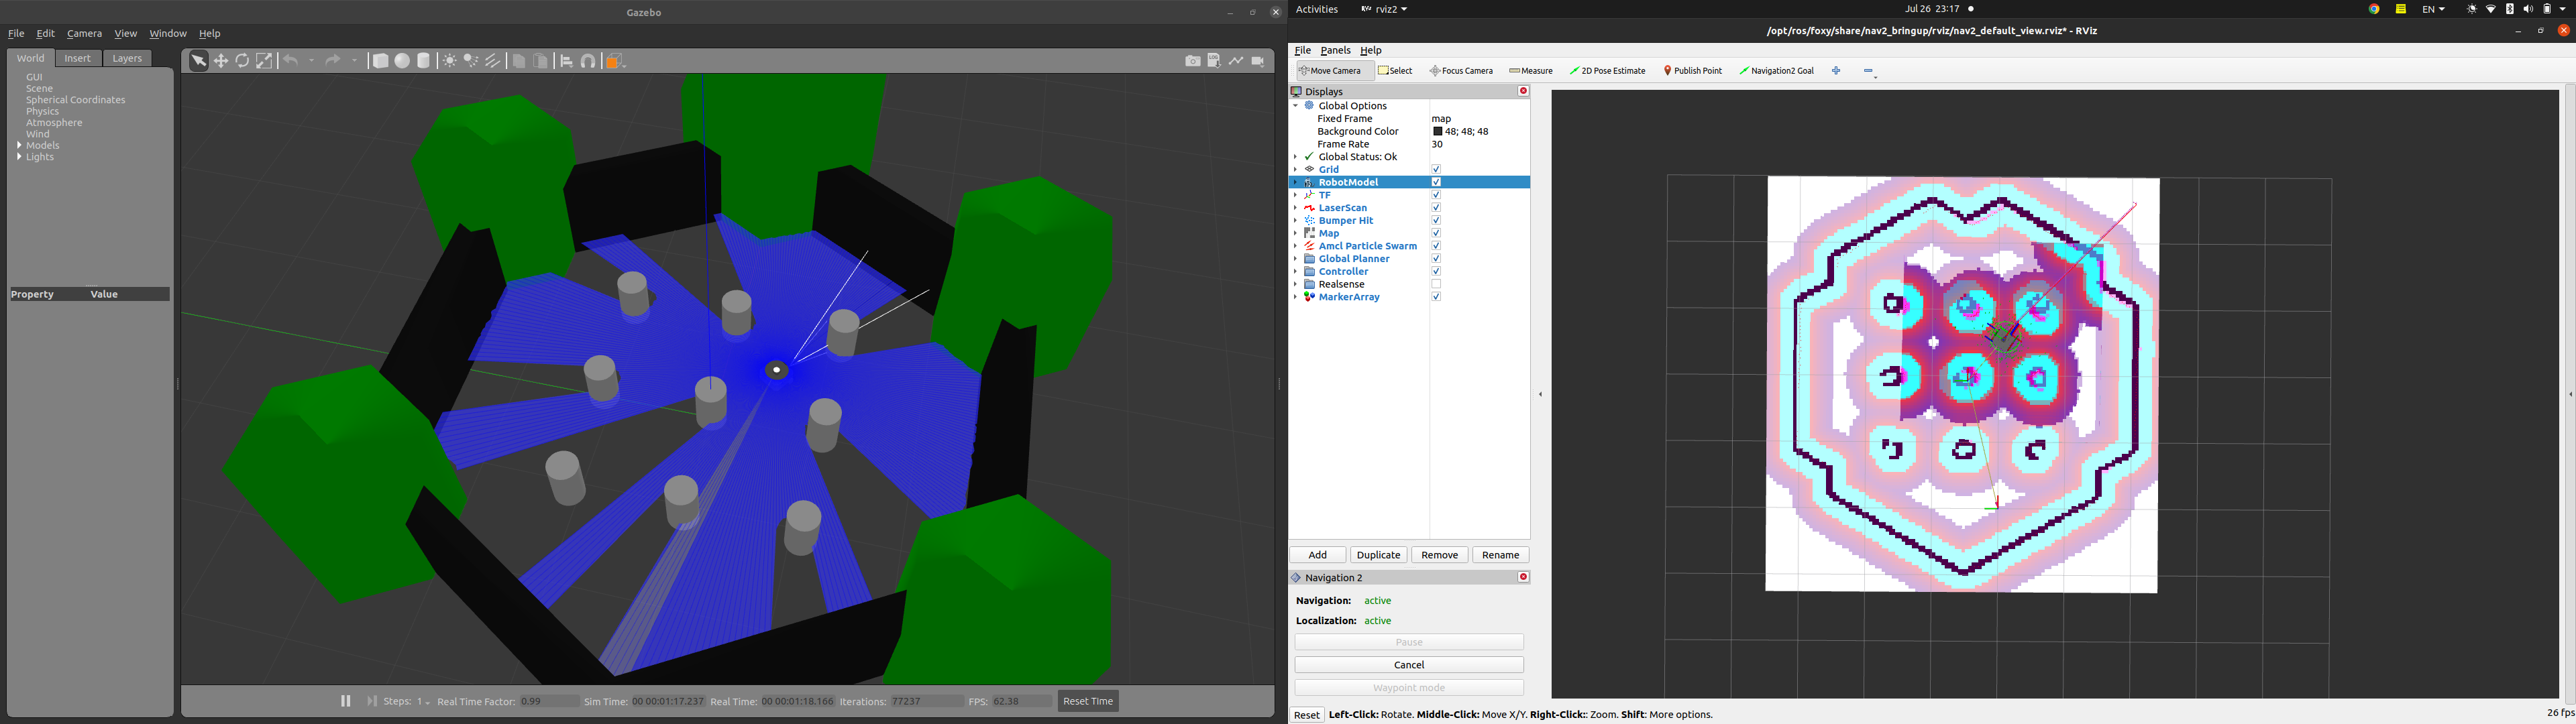 Gazebo
File Edit Camera View Window Help
World Insert Layers
GUI
Scene
Spherical Coordinates
Physics
Atmosphere
Wind
Models
Lights
Property Value
Steps: 1 Real Time Factor: 0.99 Sim Time: 00 00:01:17.237 Real Time: 00 00:01:18.166 Iterations: 77237 FPS: 62.38 Reset Time
Activities rviz2 Jul 26 23:17 EN
/opt/ros/foxy/share/nav2_bringup/rviz/nav2_default_view.rviz* - RViz
File Panels Help
Move Camera Select Focus Camera Measure 2D Pose Estimate Publish Point Navigation2 Goal
Displays
Global Options
Fixed Frame map
Background Color 48; 48; 48
Frame Rate 30
Global Status: Ok
Grid
RobotModel
TF
LaserScan
Bumper Hit
Map
Amcl Particle Swarm
Global Planner
Controller
Realsense
MarkerArray
Add Duplicate Remove Rename
Navigation 2
Navigation: active
Localization: active
Pause
Cancel
Waypoint mode
Reset Left-Click: Rotate. Middle-Click: Move X/Y. Right-Click:: Zoom. Shift: More options. 26 fps